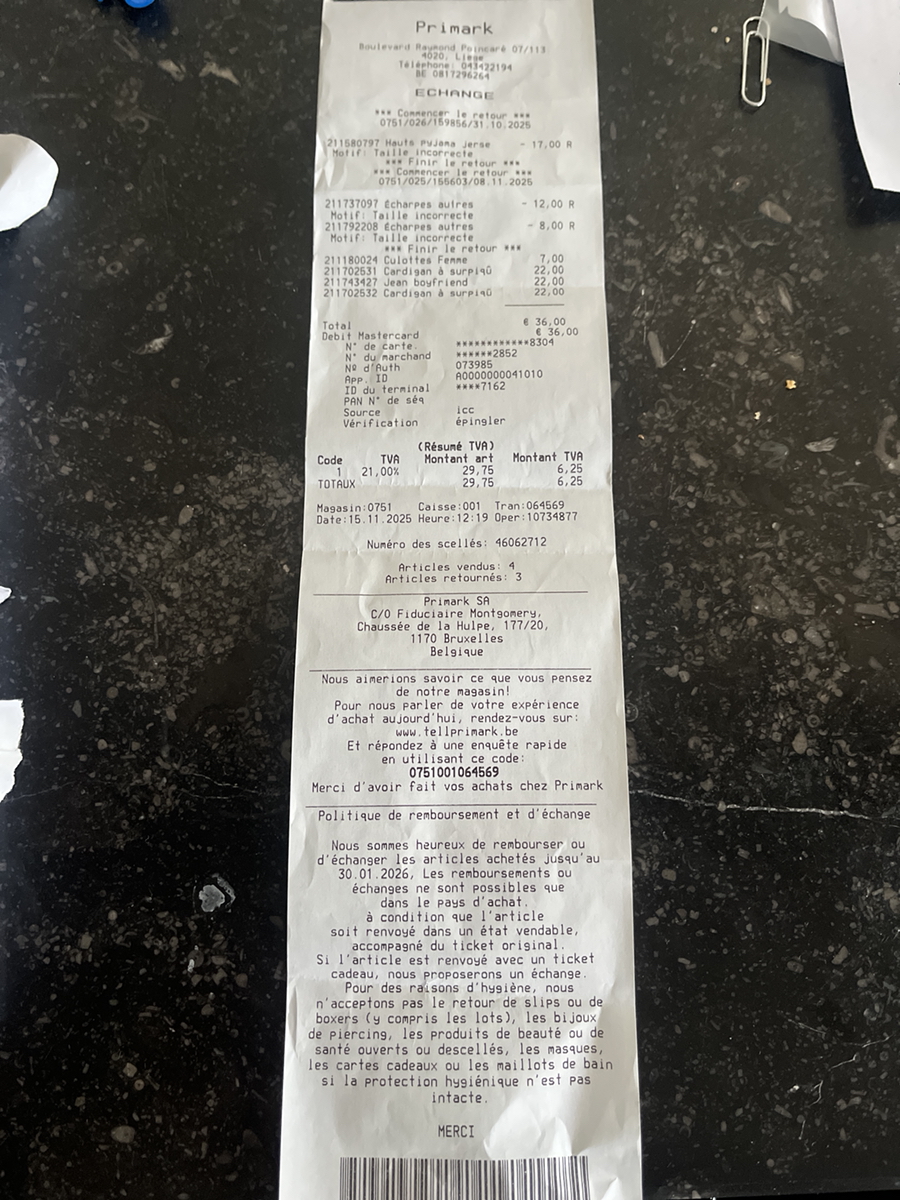 Primark
Boulevard Raymond Poincaré 07/113
4020, Liège
Téléphone: 043422194
BE 0817296264
ECHANGE
*** Commencer le retour ***
0751/026/159856/31.10.2025
211580797 Hauts pyjama jerse - 17,00 R
Motif: Taille incorrecte
*** Finir le retour ***
*** Commencer le retour ***
0751/025/155603/08.11.2025
211737097 Écharpes autres - 12,00 R
Motif: Taille incorrecte
211792208 Écharpes autres - 8,00 R
Motif: Taille incorrecte
*** Finir le retour ***
211180024 Culottes Femme 7,00
211702531 Cardigan à surpiqû 22,00
211743427 Jean boyfriend 22,00
211702532 Cardigan à surpiqû 22,00
Total € 36,00
Debit Mastercard € 36,00
N° de carte. ************8304
N° du marchand ******2852
Nº d'Auth 073985
App. ID A0000000041010
ID du terminal ****7162
PAN N° de séq
Source icc
Vérification épingler
(Résumé TVA)
Code TVA Montant art Montant TVA
1 21,00% 29,75 6,25
TOTAUX 29,75 6,25
Magasin:0751 Caisse:001 Tran:064569
Date:15.11.2025 Heure:12:19 Oper:10734877
Numéro des scellés: 46062712
Articles vendus: 4
Articles retournés: 3
Primark SA
C/O Fiduciaire Montgomery,
Chaussée de la Hulpe, 177/20,
1170 Bruxelles
Belgique
Nous aimerions savoir ce que vous pensez
de notre magasin!
Pour nous parler de votre expérience
d'achat aujourd'hui, rendez-vous sur:
www.tellprimark.be
Et répondez à une enquête rapide
en utilisant ce code:
0751001064569
Merci d'avoir fait vos achats chez Primark
Politique de remboursement et d'échange
Nous sommes heureux de rembourser ou
d'échanger les articles achetés jusqu'au
30.01.2026, Les remboursements ou
échanges ne sont possibles que
dans le pays d'achat.
à condition que l'article
soit renvoyé dans un état vendable,
accompagné du ticket original.
Si l'article est renvoyé avec un ticket
cadeau, nous proposerons un échange.
Pour des raisons d'hygiène, nous
n'acceptons pas le retour de slips ou de
boxers (y compris les lots), les bijoux
de piercing, les produits de beauté ou de
santé ouverts ou descellés, les masques,
les cartes cadeaux ou les maillots de bain
si la protection hygiénique n'est pas
intacte.
MERCI